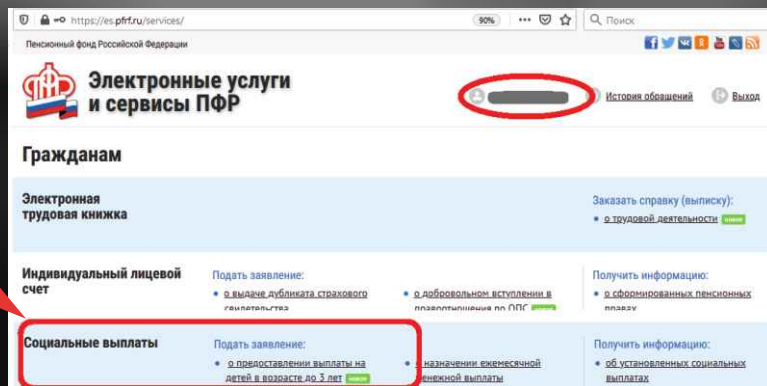 https://es.pfrf.ru/services/
90%
Поиск
Пенсионный фонд Российской Федерации
Электронные услуги
и сервисы ПФР
История обращений
Выход
Гражданам
Электронная
трудовая книжка
Заказать справку (выписку):
о трудовой деятельности
Индивидуальный лицевой
счет
Подать заявление:
о выдаче дубликата страхового
свидетельства
о добровольном вступлении в
правоотношения по ОПС
Получить информацию:
о сформированных пенсионных
правах
Социальные выплаты
Подать заявление:
о предоставлении выплаты на
детей в возрасте до 3 лет
о назначении ежемесячной
денежной выплаты
Получить информацию:
об установленных социальных
выплатах